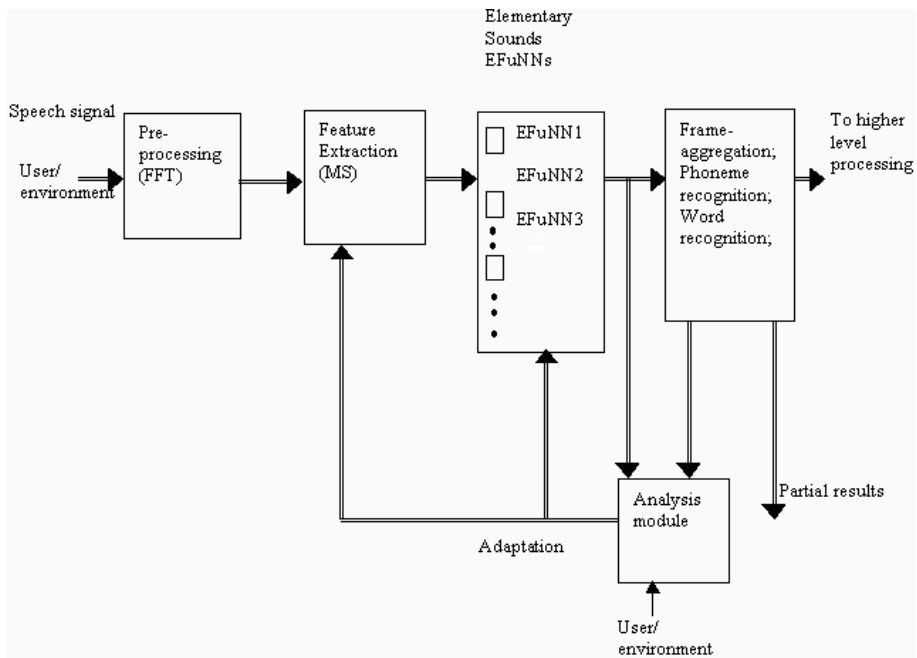 Elementary
Sounds
EFuNNs
Speech signal
User/
environment
Pre-
processing
(FFT)
Feature
Extraction
(MS)
EFuNN1
EFuNN2
EFuNN3
Frame-
aggregation;
Phoneme
recognition;
Word
recognition;
To higher
level
processing
Analysis
module
Partial results
Adaptation
User/
environment